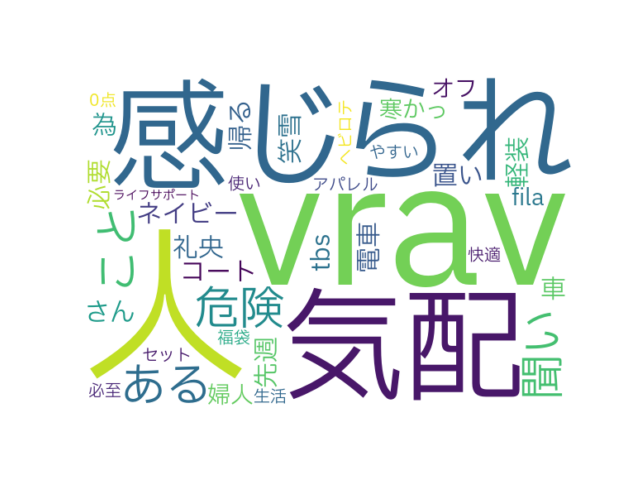 0点
感じられ
オフ
為
帰る
笑雪
ヘビロテ
寒かっ
やすい
軽装
必要
ライフサポート
使い
アパレル
置い
fila
とこ
ネイビー
vrav
人
礼央
tbs
電車
快適
コート
車
さん
危険
気配
聞い
福袋
セット
ある
先週
必至
婦人
生活